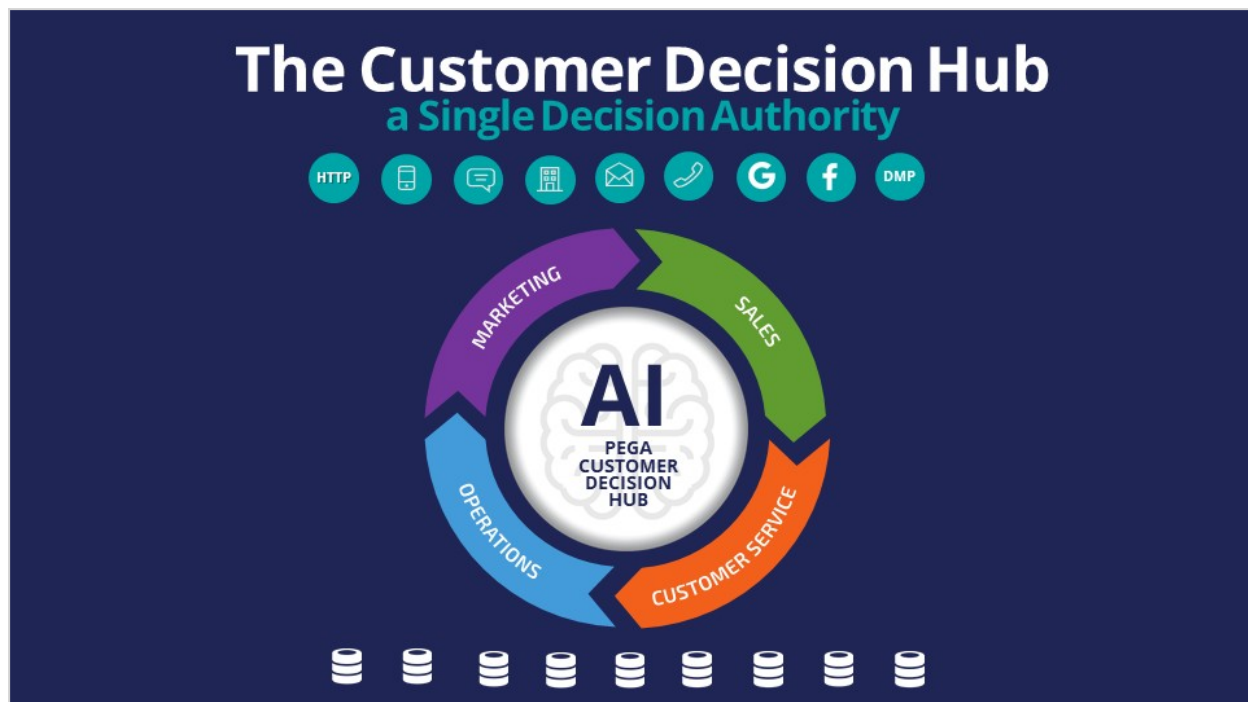 The Customer Decision Hub
a Single Decision Authority
HTTP
G
f
DMP
MARKETING
SALES
AI
PEGA
CUSTOMER
DECISION
HUB
OPERATIONS
CUSTOMER SERVICE